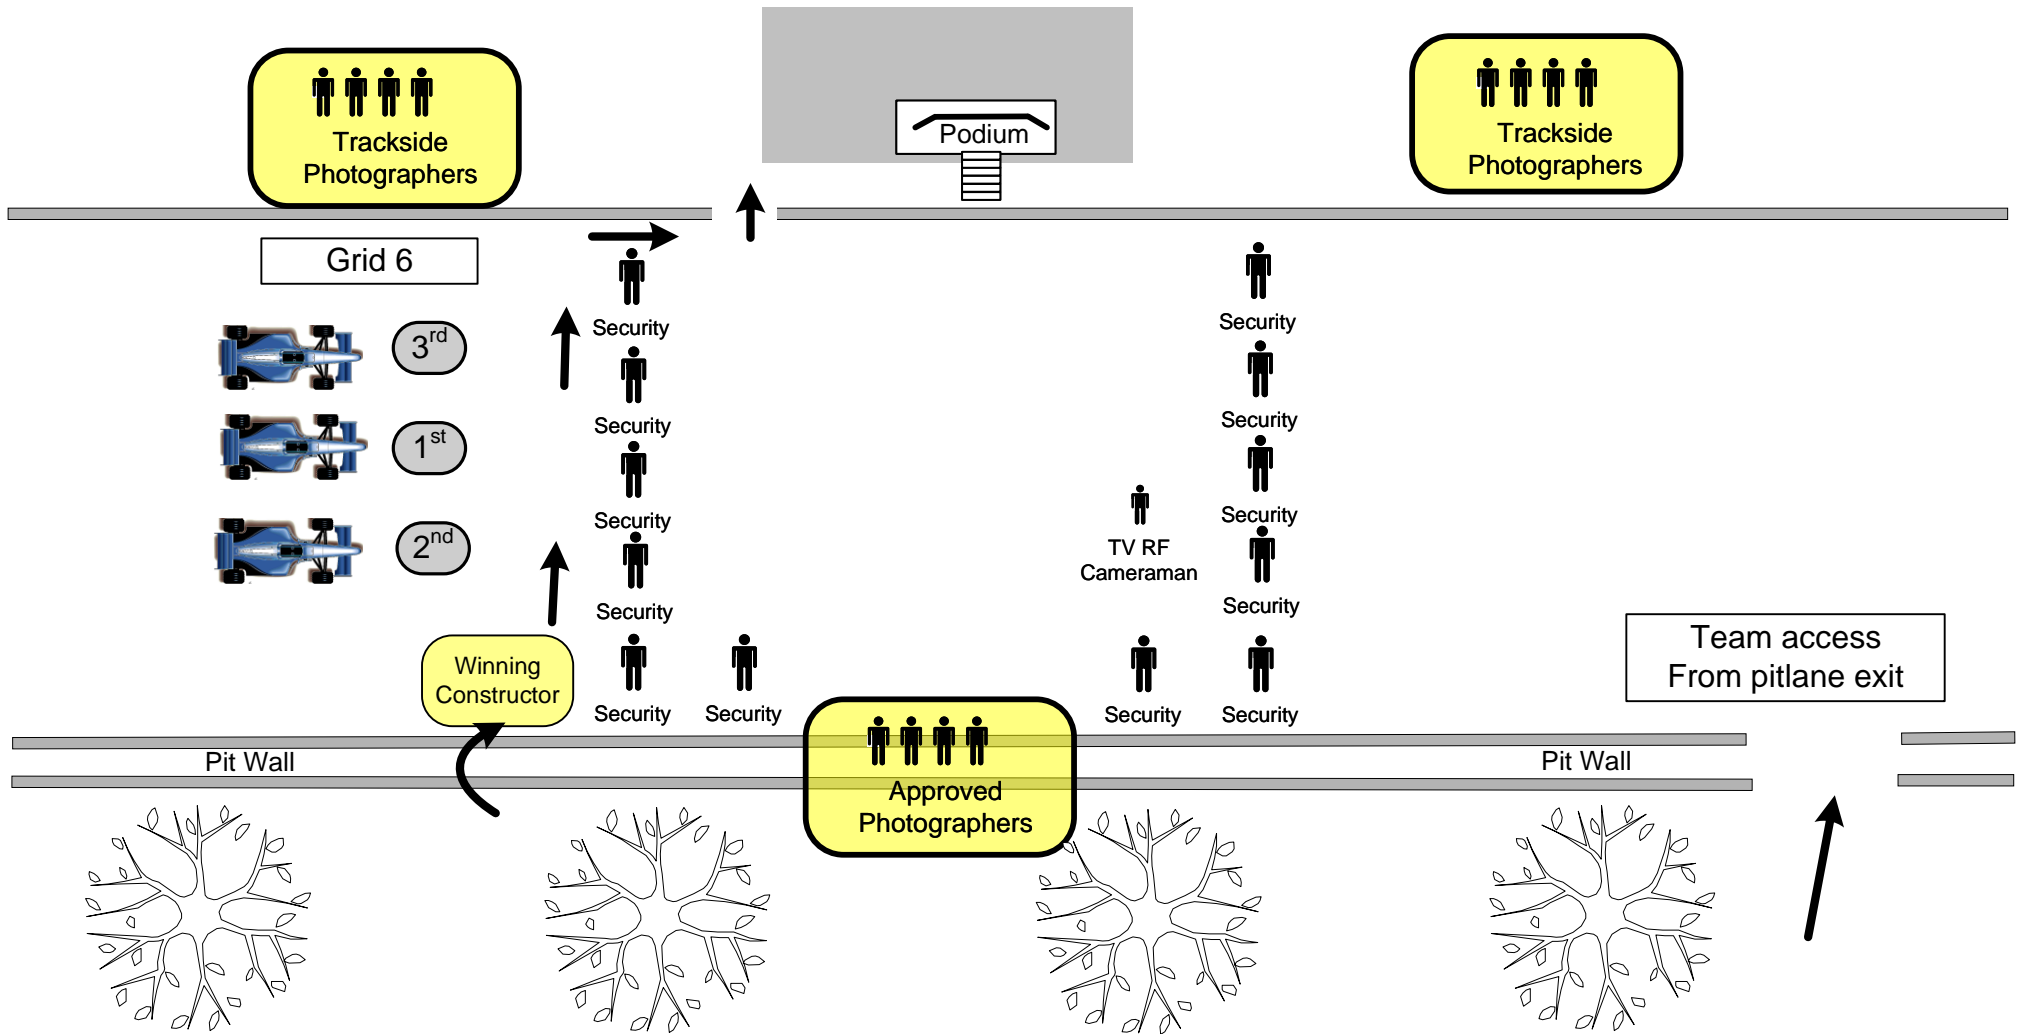 Trackside
Photographers
Podium
Trackside
Photographers
Grid 6
3rd
1st
2nd
Security
Security
Security
Security
Security
Security
Security
Security
Security
Security
TV RF
Cameraman
Security
Security
Winning
Constructor
Team access
From pitlane exit
Pit Wall
Approved
Photographers
Pit Wall